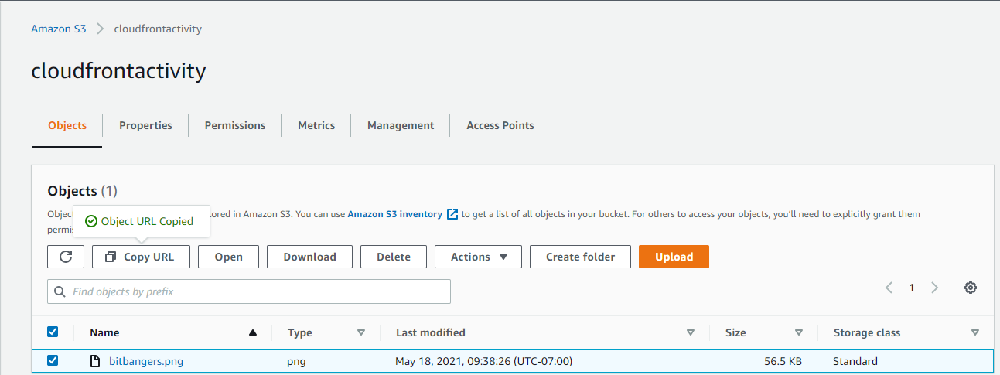 Amazon S3 > cloudfrontactivity
cloudfrontactivity
Objects Properties Permissions Metrics Management Access Points
Objects (1)
Object tored in Amazon S3. You can use Amazon S3 inventory to get a list of all objects in your bucket. For others to access your objects, you'll need to explicitly grant them
permis
Object URL Copied
Copy URL Open Download Delete Actions Create folder Upload
Find objects by prefix 1
Name Type Last modified Size Storage class
bitbangers.png png May 18, 2021, 09:38:26 (UTC-07:00) 56.5 KB Standard